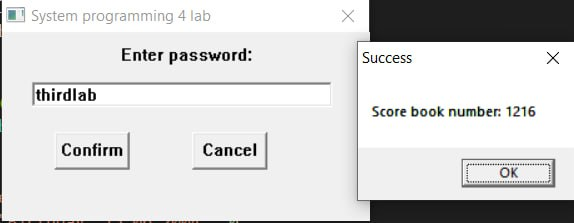 System programming 4 lab
Enter password:
thirdlab
Confirm
Cancel
Success
Score book number: 1216
OK